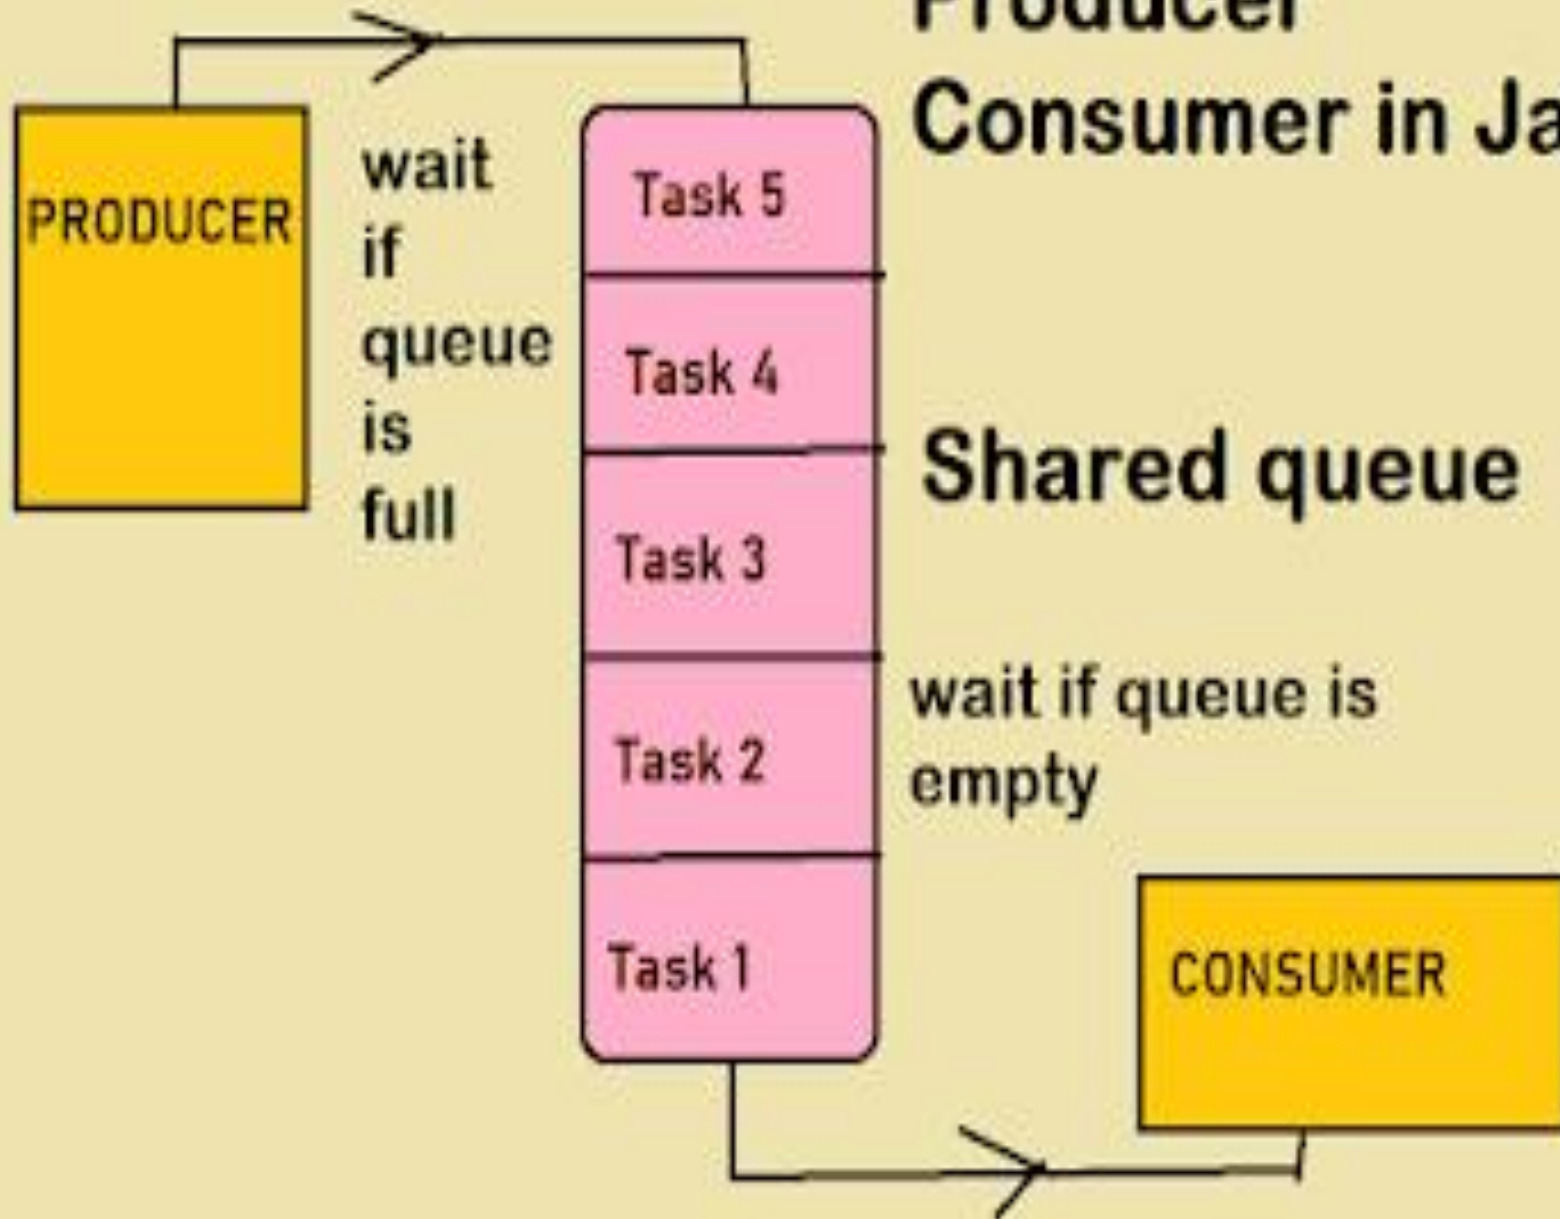 Producer
Consumer in Ja
PRODUCER
wait
if
queue
is
full
Task 5
Task 4
Task 3
Task 2
Task 1
Shared queue
wait if queue is
empty
CONSUMER